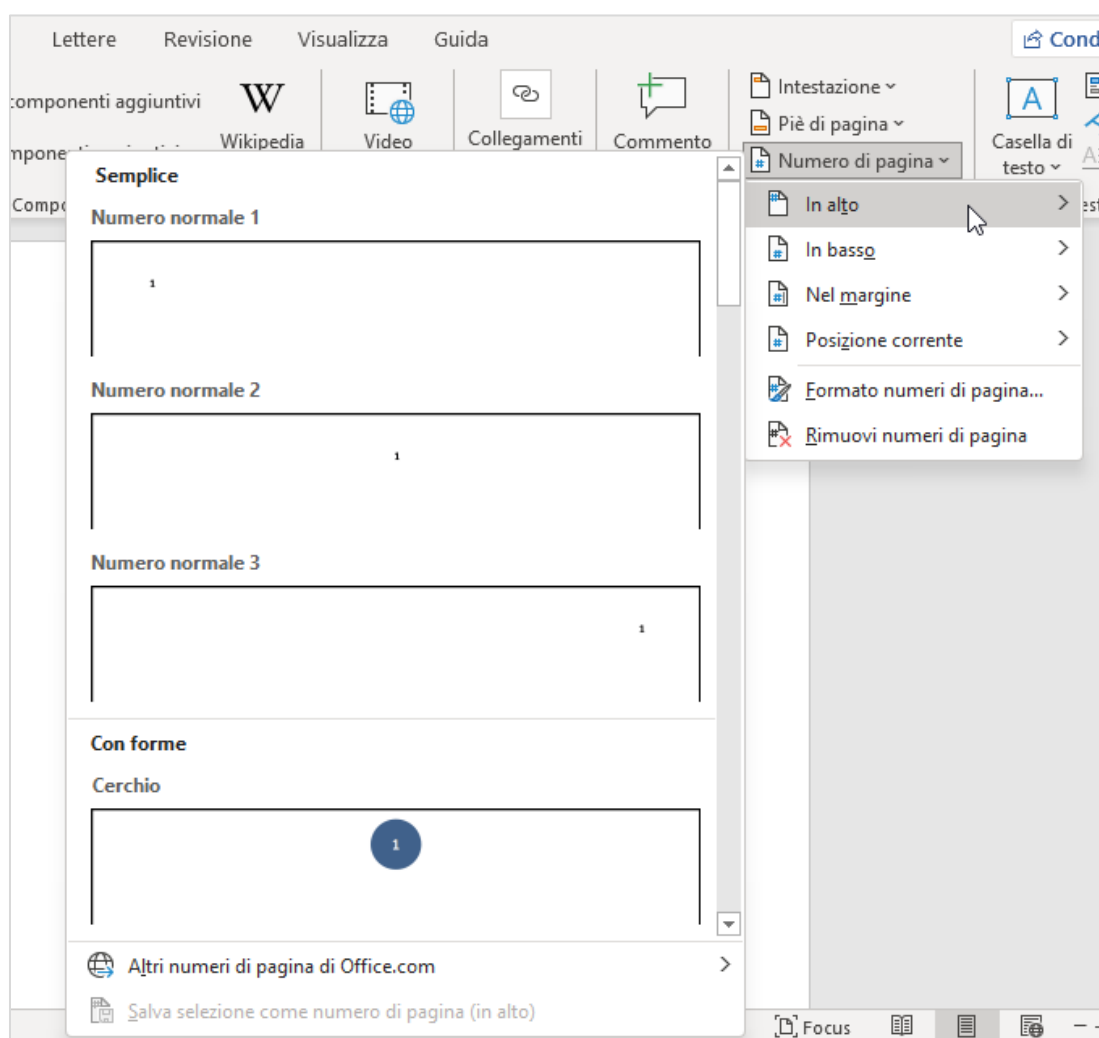 Lettere Revisione Visualizza Guida
componenti aggiuntivi
W
Wikipedia
Video
Collegamenti
Commento
Intestazione
Piè di pagina
Numero di pagina
A
Casella di
testo
In alto
In basso
Nel margine
Posizione corrente
Formato numeri di pagina...
Rimuovi numeri di pagina
Semplice
Numero normale 1
1
Numero normale 2
1
Numero normale 3
1
Con forme
Cerchio
1
Altri numeri di pagina di Office.com
Salva selezione come numero di pagina (in alto)
Focus